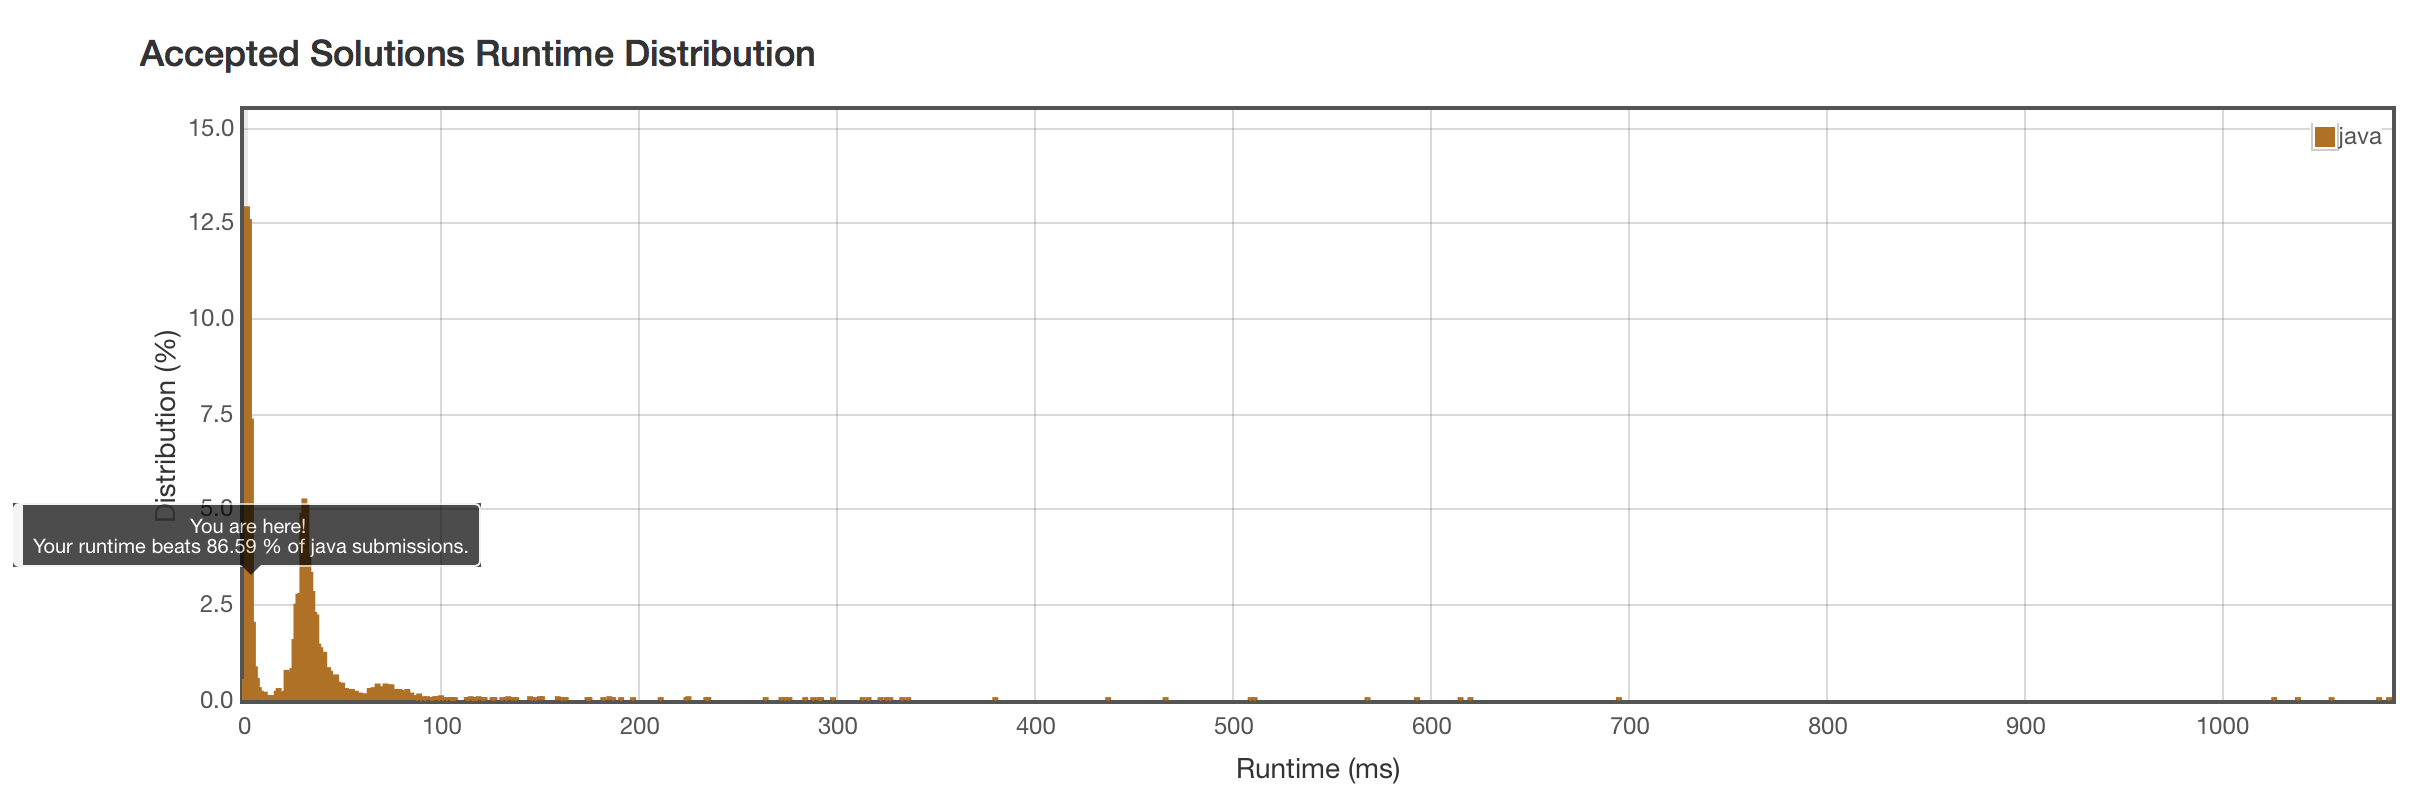 Accepted Solutions Runtime Distribution
java
Distribution (%)
15.0
12.5
10.0
7.5
5.0
2.5
0.0
You are here!
Your runtime beats 86.59 % of java submissions.
0 100 200 300 400 500 600 700 800 900 1000
Runtime (ms)